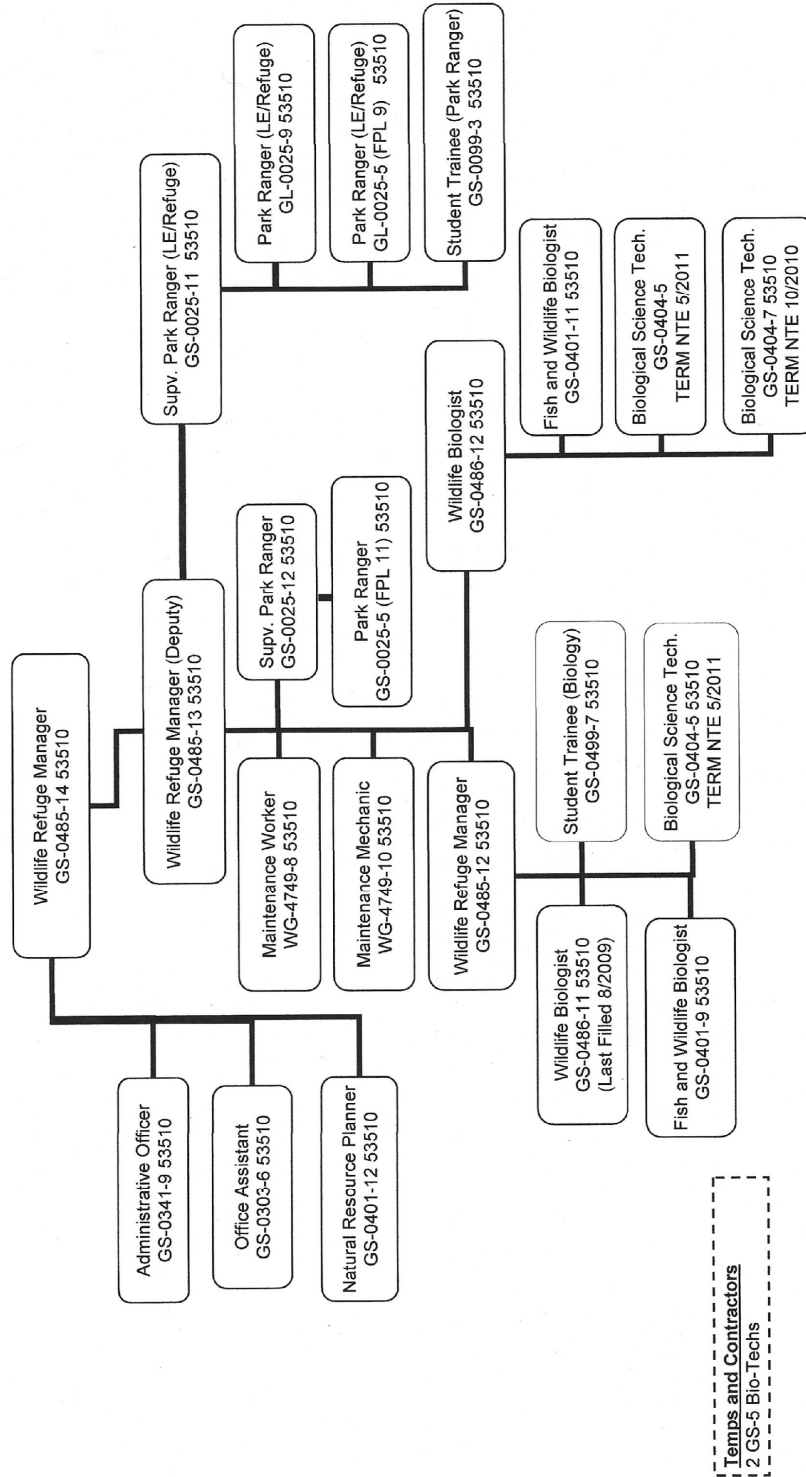 Wildlife Refuge Manager
GS-0485-14 53510
Administrative Officer
GS-0341-9 53510
Office Assistant
GS-0303-6 53510
Natural Resource Planner
GS-0401-12 53510
Wildlife Refuge Manager (Deputy)
GS-0485-13 53510
Supv. Park Ranger (LE/Refuge)
GS-0025-11 53510
Park Ranger (LE/Refuge)
GL-0025-9 53510
Park Ranger (LE/Refuge)
GL-0025-5 (FPL 9) 53510
Student Trainee (Park Ranger)
GS-0099-3 53510
Maintenance Worker
WG-4749-8 53510
Supv. Park Ranger
GS-0025-12 53510
Park Ranger
GS-0025-5 (FPL 11) 53510
Maintenance Mechanic
WG-4749-10 53510
Wildlife Refuge Manager
GS-0485-12 53510
Wildlife Biologist
GS-0486-12 53510
Wildlife Biologist
GS-0486-11 53510
(Last Filled 8/2009)
Student Trainee (Biology)
GS-0499-7 53510
Fish and Wildlife Biologist
GS-0401-9 53510
Biological Science Tech.
GS-0404-5 53510
TERM NTE 5/2011
Fish and Wildlife Biologist
GS-0401-11 53510
Biological Science Tech.
GS-0404-5
TERM NTE 5/2011
Biological Science Tech.
GS-0404-7 53510
TERM NTE 10/2010
Temps and Contractors
2 GS-5 Bio-Techs